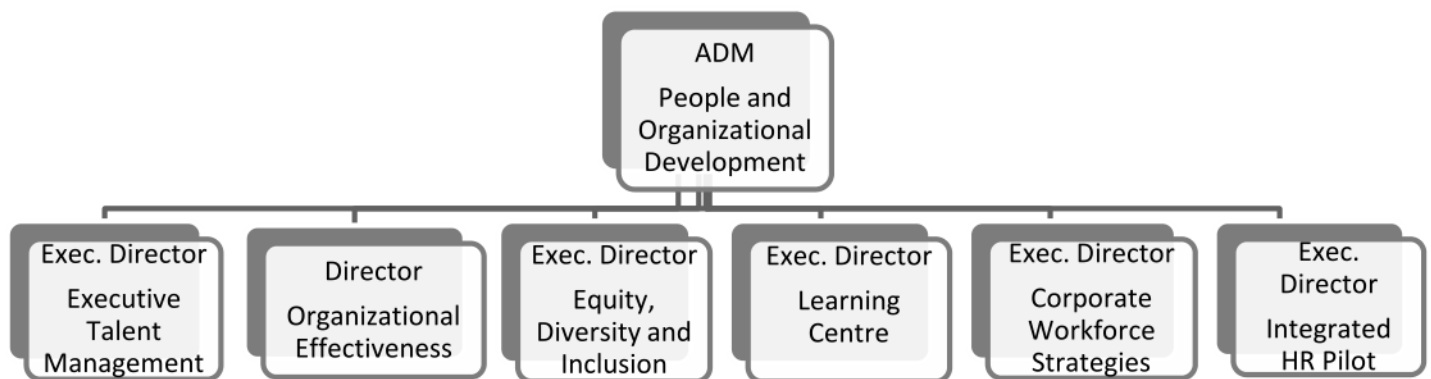 ADM
People and
Organizational
Development
Exec. Director
Executive
Talent
Management
Director
Organizational
Effectiveness
Exec. Director
Equity,
Diversity and
Inclusion
Exec. Director
Learning
Centre
Exec. Director
Corporate
Workforce
Strategies
Exec.
Director
Integrated
HR Pilot